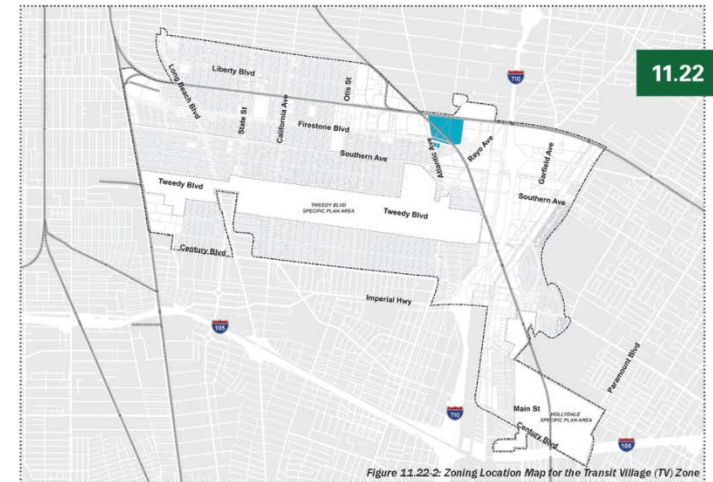 11.22
710
Liberty Blvd
Long Beach Blvd
State St
California Ave
Otis St
Firestone Blvd
Southern Ave
Atlantic Ave
Rayo Ave
Garfield Ave
Southern Ave
Tweedy Blvd
TWEEDY BLVD
SPECIFIC PLAN AREA
Tweedy Blvd
Century Blvd
Imperial Hwy
105
Paramount Blvd
710
Main St
HOLLYDALE
SPECIFIC PLAN AREA
Century Blvd
105
Figure 11.22-2: Zoning Location Map for the Transit Village (TV) Zone